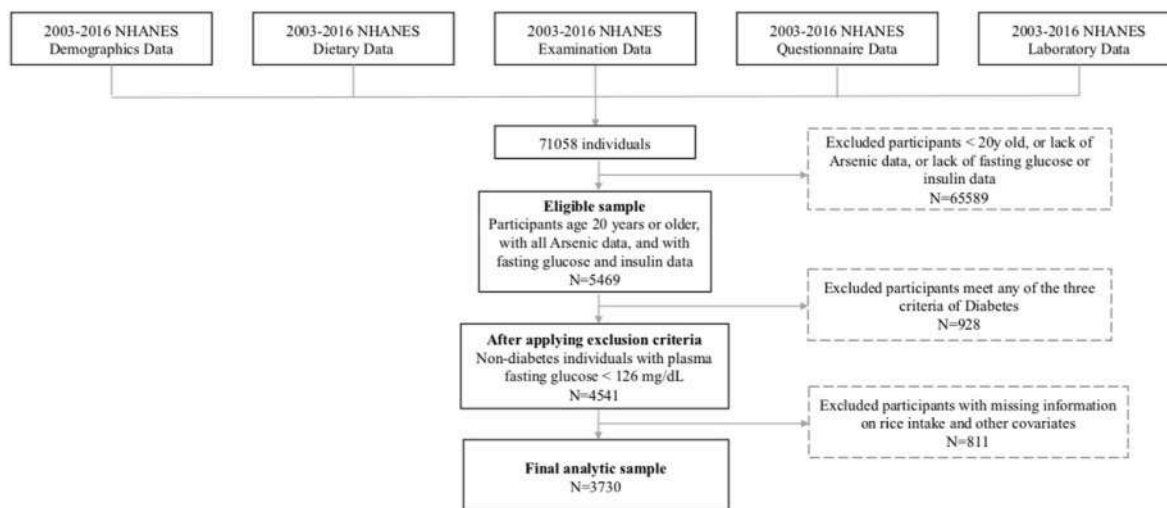 2003-2016 NHANES
Demographics Data
2003-2016 NHANES
Dietary Data
2003-2016 NHANES
Examination Data
2003-2016 NHANES
Questionnaire Data
2003-2016 NHANES
Laboratory Data
71058 individuals
Excluded participants < 20y old, or lack of
Arsenic data, or lack of fasting glucose or
insulin data
N=65589
Eligible sample
Participants age 20 years or older,
with all Arsenic data, and with
fasting glucose and insulin data
N=5469
Excluded participants meet any of the three
criteria of Diabetes
N=928
After applying exclusion criteria
Non-diabetes individuals with plasma
fasting glucose < 126 mg/dL
N=4541
Excluded participants with missing information
on rice intake and other covariates
N=811
Final analytic sample
N=3730